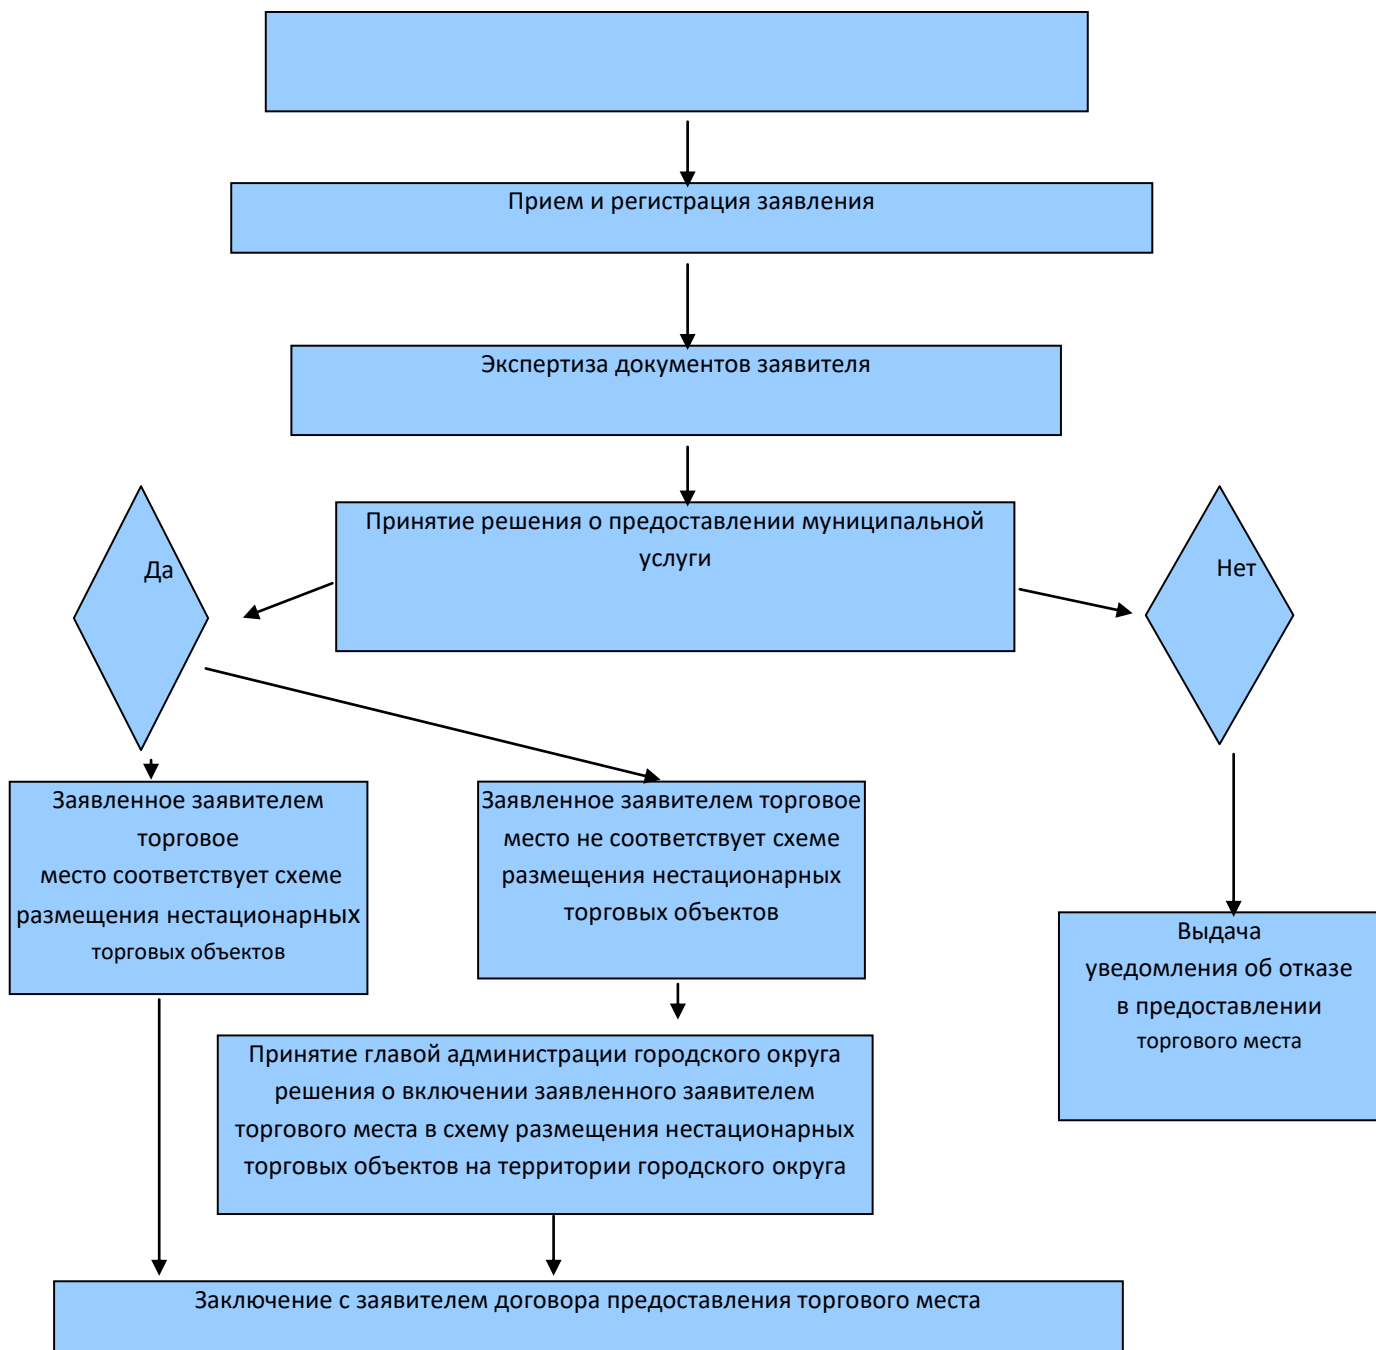 Прием и регистрация заявления
Экспертиза документов заявителя
Принятие решения о предоставлении муниципальной
услуги
Да
Нет
Заявленное заявителем
торговое
место соответствует схеме
размещения нестационарных
торговых объектов
Заявленное заявителем торговое
место не соответствует схеме
размещения нестационарных
торговых объектов
Выдача
уведомления об отказе
в предоставлении
торгового места
Принятие главой администрации городского округа
решения о включении заявленного заявителем
торгового места в схему размещения нестационарных
торговых объектов на территории городского округа
Заключение с заявителем договора предоставления торгового места